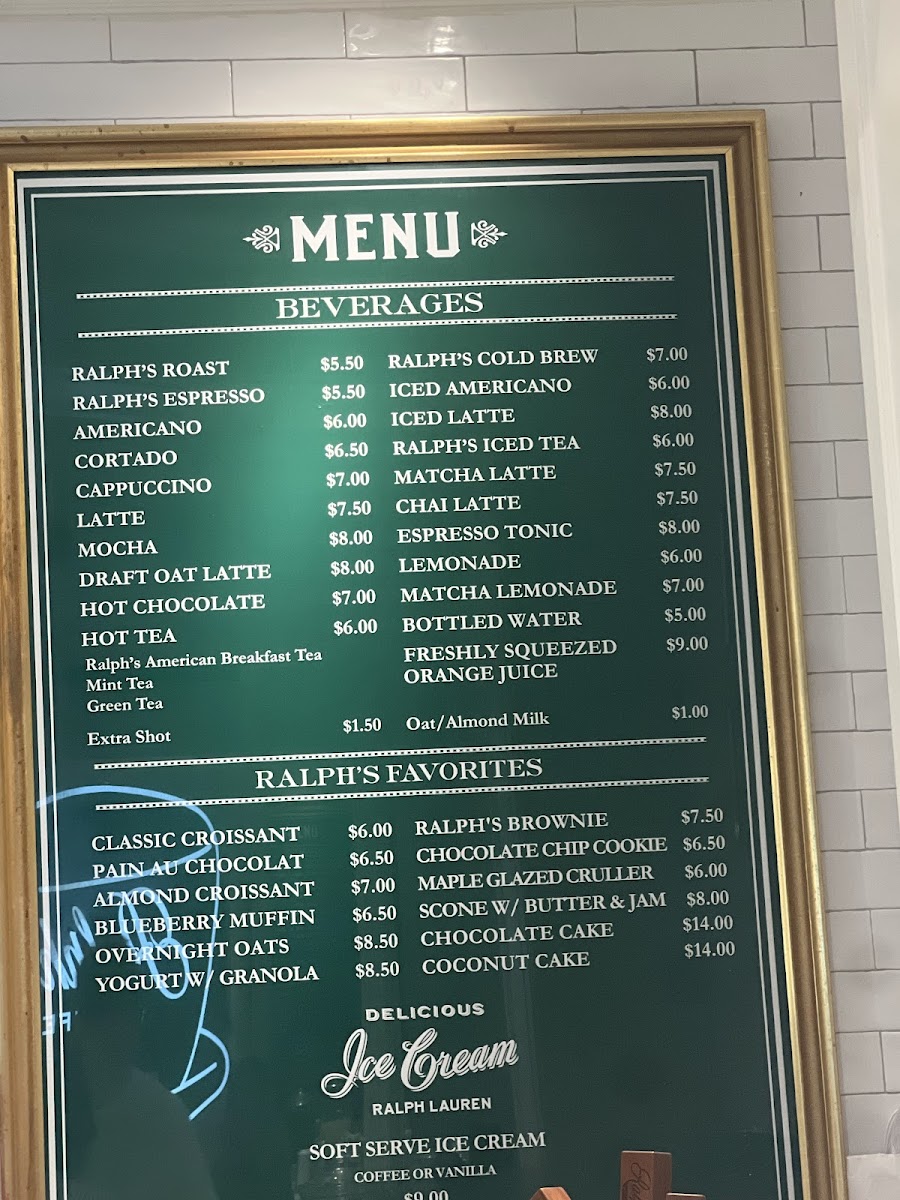 MENU
BEVERAGES
RALPH'S ROAST $5.50
RALPH'S ESPRESSO $5.50
AMERICANO $6.00
CORTADO $6.50
CAPPUCCINO $7.00
LATTE $7.50
MOCHA $8.00
DRAFT OAT LATTE $8.00
HOT CHOCOLATE $7.00
HOT TEA $6.00
Ralph's American Breakfast Tea
Mint Tea
Green Tea
Extra Shot $1.50
RALPH'S COLD BREW $7.00
ICED AMERICANO $6.00
ICED LATTE $8.00
RALPH'S ICED TEA $6.00
MATCHA LATTE $7.50
CHAI LATTE $7.50
ESPRESSO TONIC $8.00
LEMONADE $6.00
MATCHA LEMONADE $7.00
BOTTLED WATER $5.00
FRESHLY SQUEEZED $9.00
ORANGE JUICE
Oat/Almond Milk $1.00
RALPH'S FAVORITES
CLASSIC CROISSANT $6.00
PAIN AU CHOCOLAT $6.50
ALMOND CROISSANT $7.00
BLUEBERRY MUFFIN $6.50
OVERNIGHT OATS $8.50
YOGURT W/ GRANOLA $8.50
RALPH'S BROWNIE $7.50
CHOCOLATE CHIP COOKIE $6.50
MAPLE GLAZED CRULLER $6.00
SCONE W/ BUTTER & JAM $8.00
CHOCOLATE CAKE $14.00
COCONUT CAKE $14.00
DELICIOUS
Ice Cream
RALPH LAUREN
SOFT SERVE ICE CREAM
COFFEE OR VANILLA
$9.00